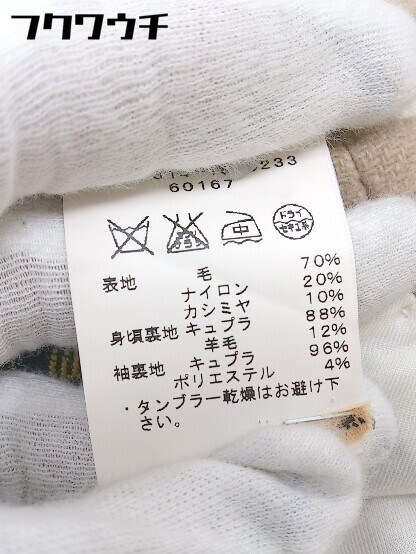 フクワウチ
233
60167
中
ドライ
セキユ系
表地 毛 70%
ナイロン 20%
カシミヤ 10%
身頃裏地 キュプラ 88%
羊毛 12%
袖裏地 キュプラ 96%
ポリエステル 4%
・タンブラー乾燥はお避け下
さい。